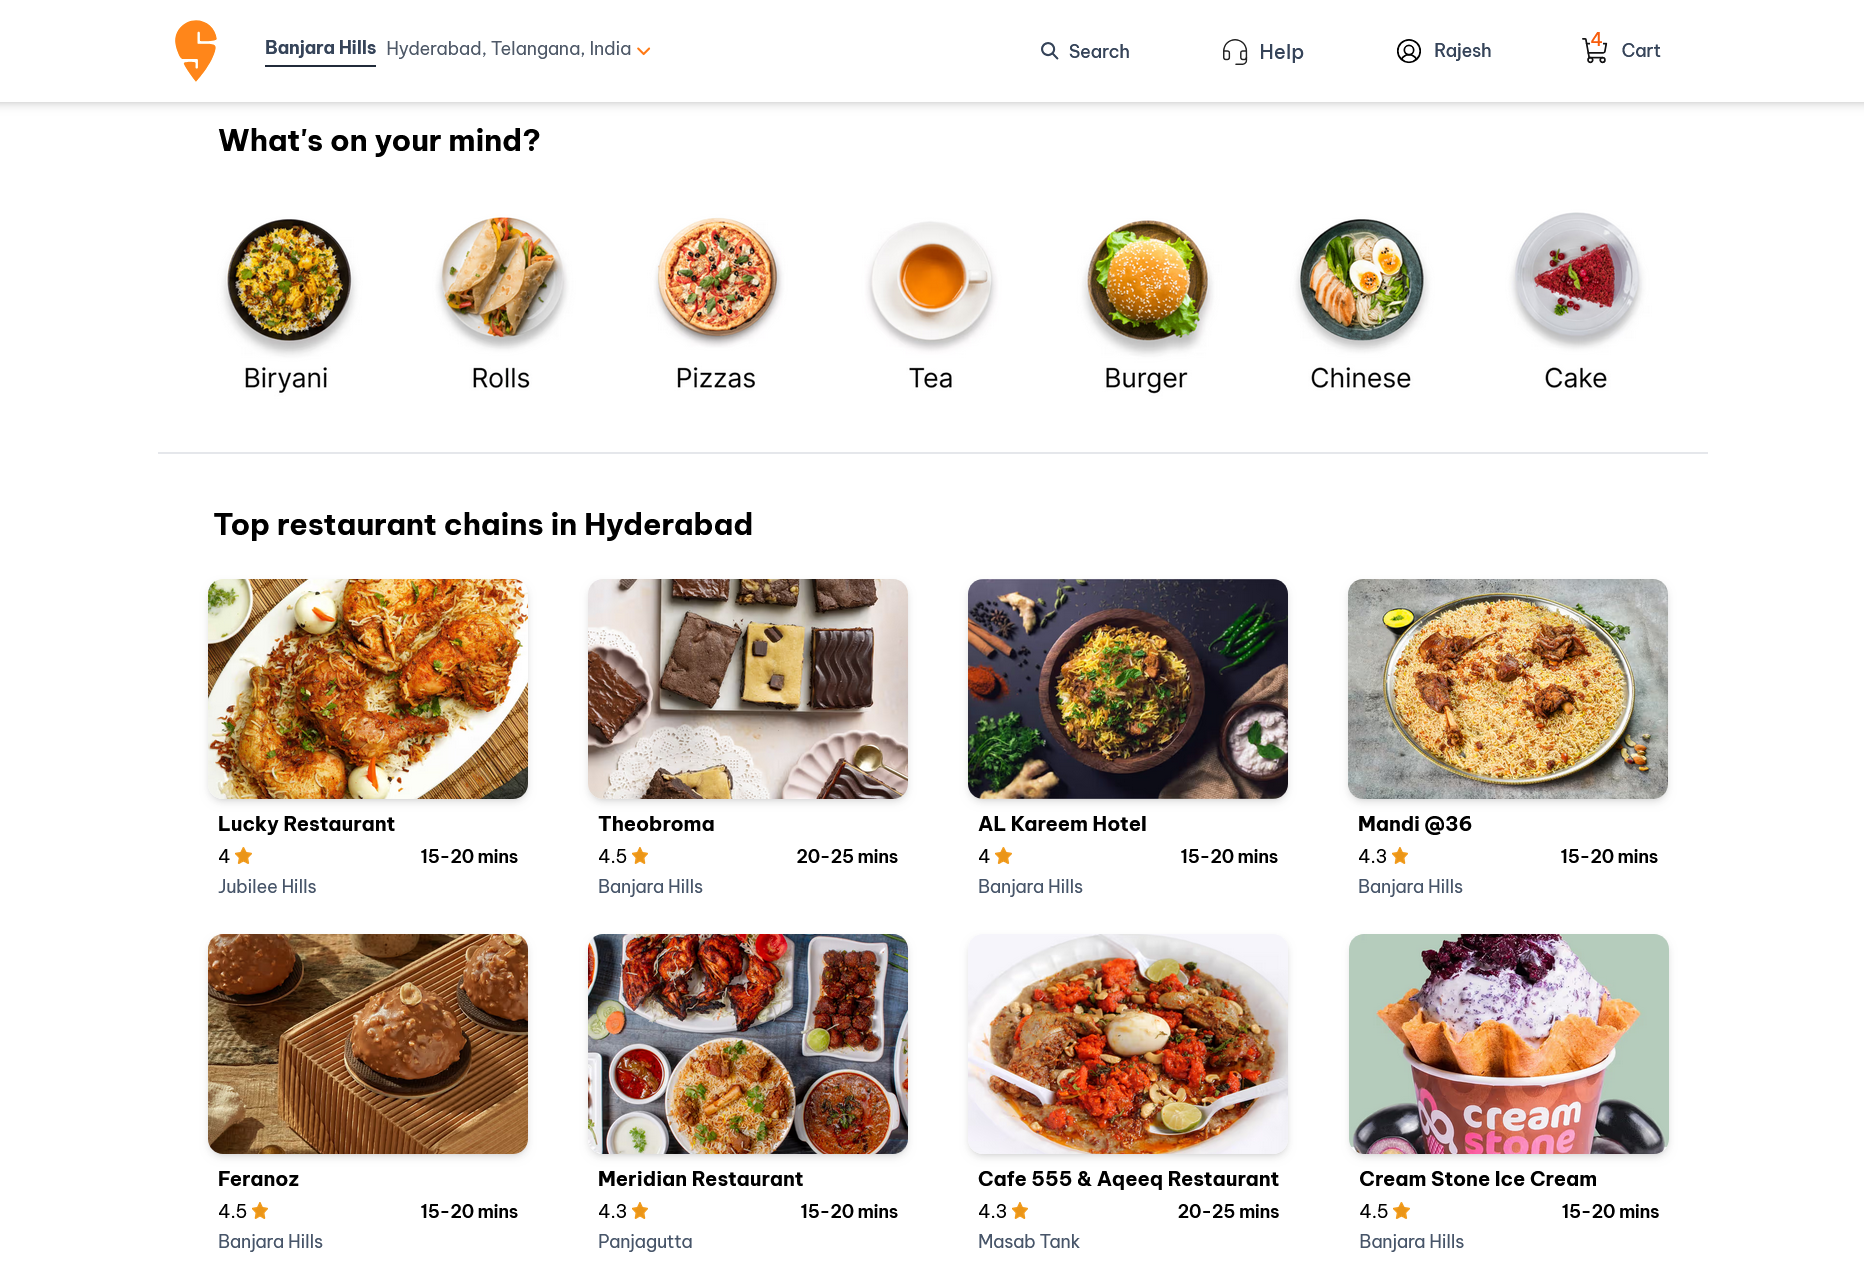 Banjara Hills Hyderabad, Telangana, India Search Help Rajesh 4 Cart
What's on your mind?
Biryani Rolls Pizzas Tea Burger Chinese Cake
Top restaurant chains in Hyderabad
Lucky Restaurant Theobroma AL Kareem Hotel Mandi @36
4 15-20 mins 4.5 20-25 mins 4 15-20 mins 4.3 15-20 mins
Jubilee Hills Banjara Hills Banjara Hills Banjara Hills
cream
stone
Feranoz Meridian Restaurant Cafe 555 & Aqeeq Restaurant Cream Stone Ice Cream
4.5 15-20 mins 4.3 15-20 mins 4.3 20-25 mins 4.5 15-20 mins
Banjara Hills Panjagutta Masab Tank Banjara Hills